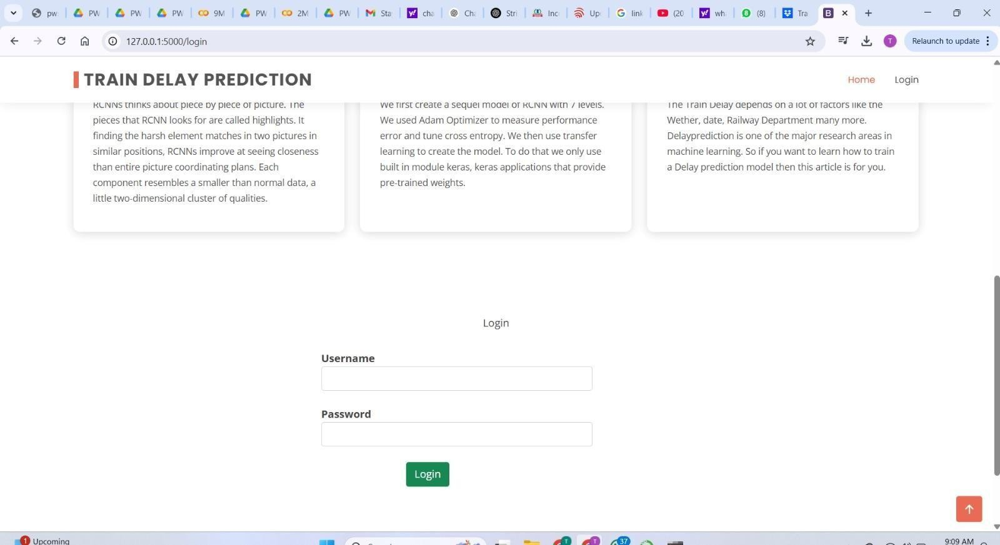 pw: PW PW PW 9M PW 2M PW Sta cha Cha Stri Inc Up link (20 wh (8) Tra
127.0.0.1:5000/login
Relaunch to update
TRAIN DELAY PREDICTION
Home Login
RCNNs thinks about piece by piece of picture. The
pieces that RCNN looks for are called highlights. It
finding the harsh element matches in two pictures in
similar positions, RCNNs improve at seeing closeness
than entire picture coordinating plans. Each
component resembles a smaller than normal data, a
little two-dimensional cluster of qualities.
We first create a sequel model of RCNN with 7 levels.
We used Adam Optimizer to measure performance
error and tune cross entropy. We then use transfer
learning to create the model. To do that we only use
built in module keras, keras applications that provide
pre-trained weights.
The Train Delay depends on a lot of factors like the
Wether, date, Railway Department many more.
Delayprediction is one of the major research areas in
machine learning. So if you want to learn how to train
a Delay prediction model then this article is for you.
Login
Username
Password
Login
1 Upcoming
T T 37
9:09 AM